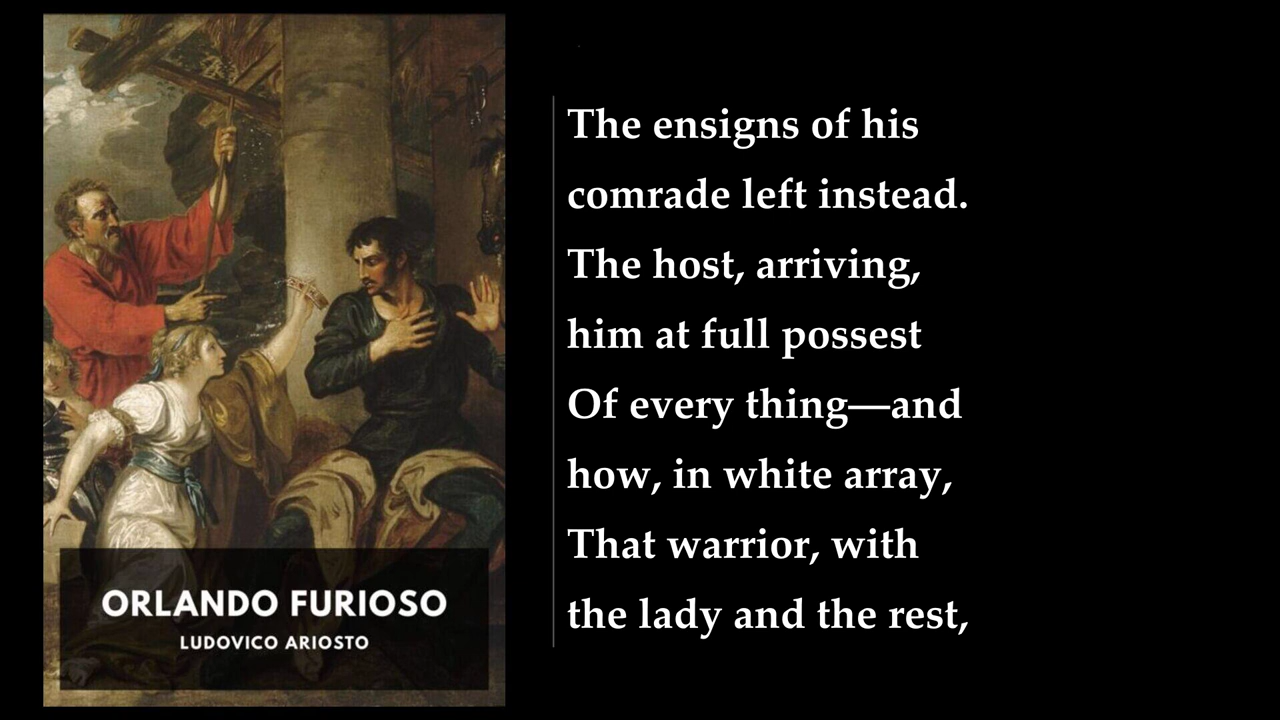 ORLANDO FURIOSO
LUDOVICO ARIOSTO
The ensigns of his
comrade left instead.
The host, arriving,
him at full possest
Of every thing—and
how, in white array,
That warrior, with
the lady and the rest,